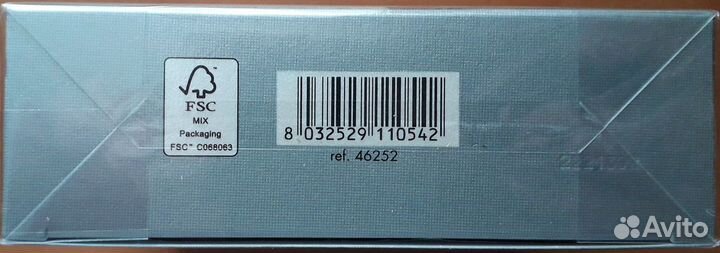 FSC
MIX
Packaging
FSC™ C068063
8 032529 110542
ref. 46252
Avito